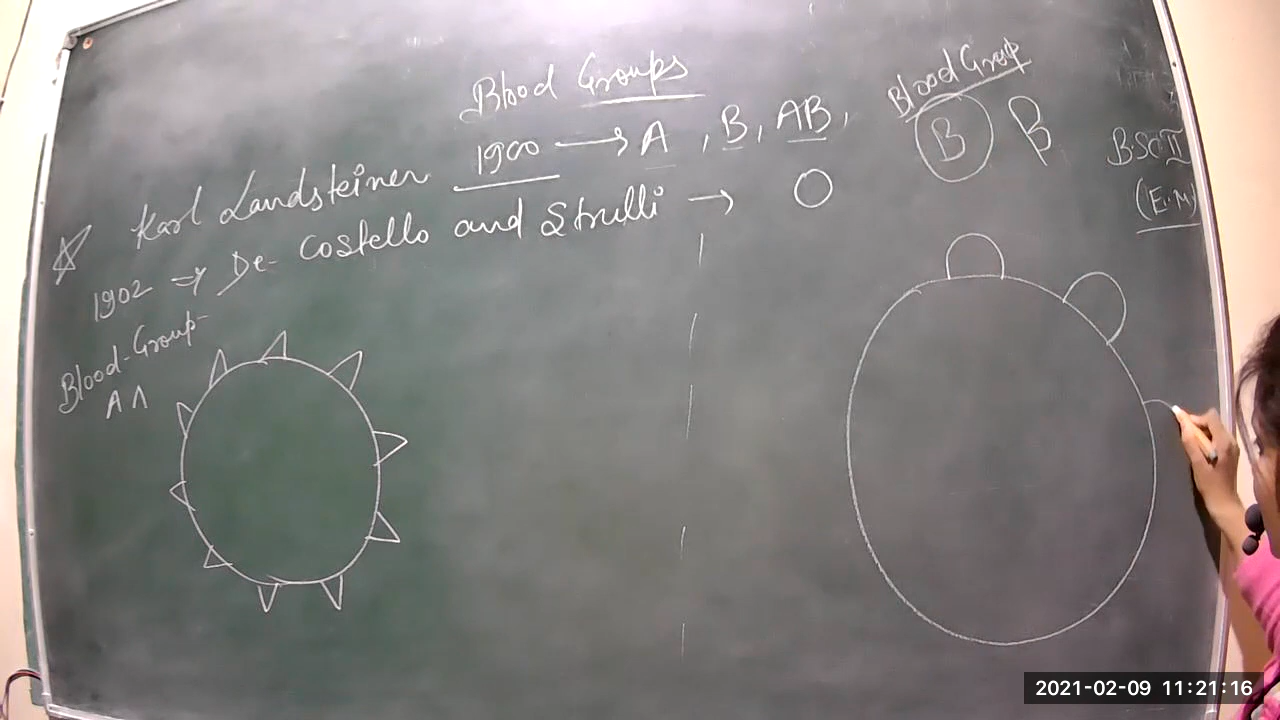 Blood Groups
Karl Landsteiner 1900 → A, B, AB,
1902 ⇒ De-Costello and Strulli → O
Blood-Group-
A Λ
Blood Group
B B
B.SC II
(E.M)
2021-02-09 11:21:16